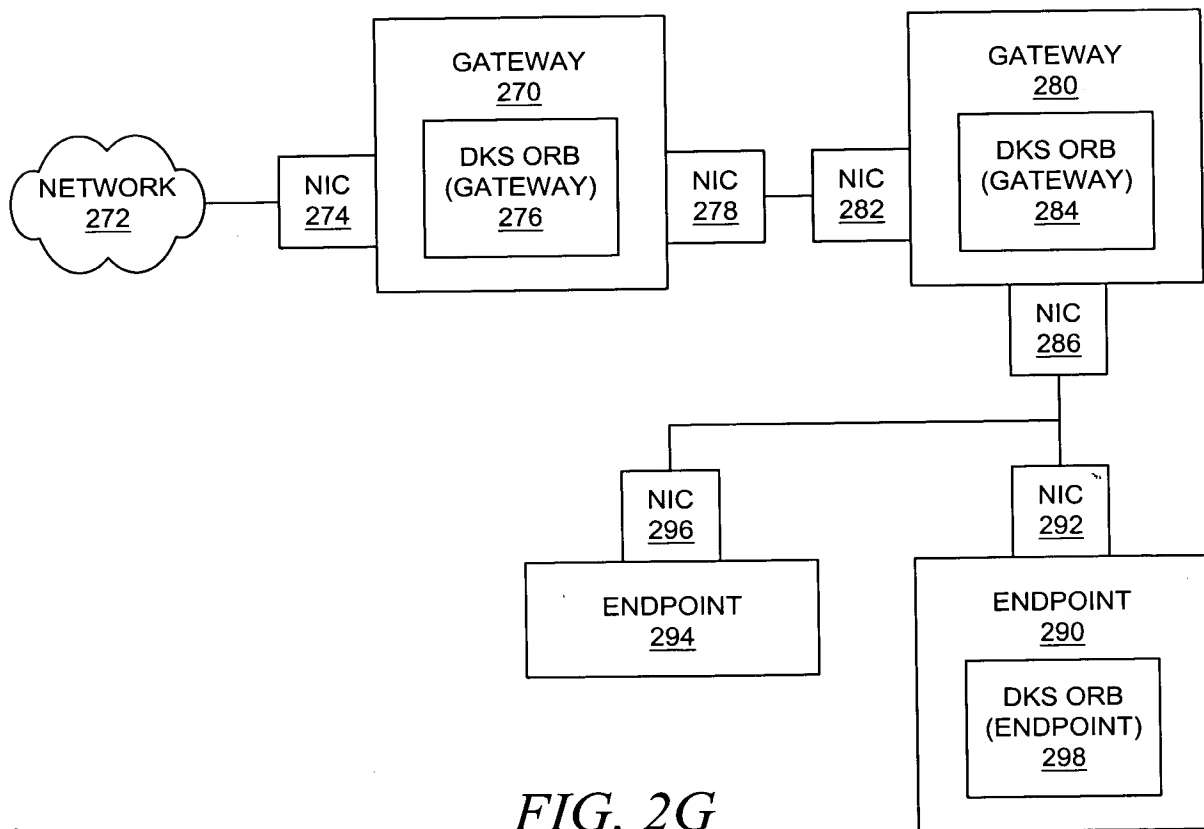 GATEWAY
270
DKS ORB
(GATEWAY)
276
NETWORK
272
NIC
274
NIC
278
NIC
282
GATEWAY
280
DKS ORB
(GATEWAY)
284
NIC
286
NIC
296
NIC
292
ENDPOINT
294
ENDPOINT
290
DKS ORB
(ENDPOINT)
298
FIG. 2G